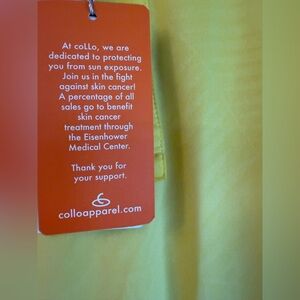 At coLLo, we are
dedicated to protecting
you from sun exposure.
Join us in the fight
against skin cancer!
A percentage of all
sales go to benefit
skin cancer
treatment through
the Eisenhower
Medical Center.
Thank you for
your support.
colloapparel.com